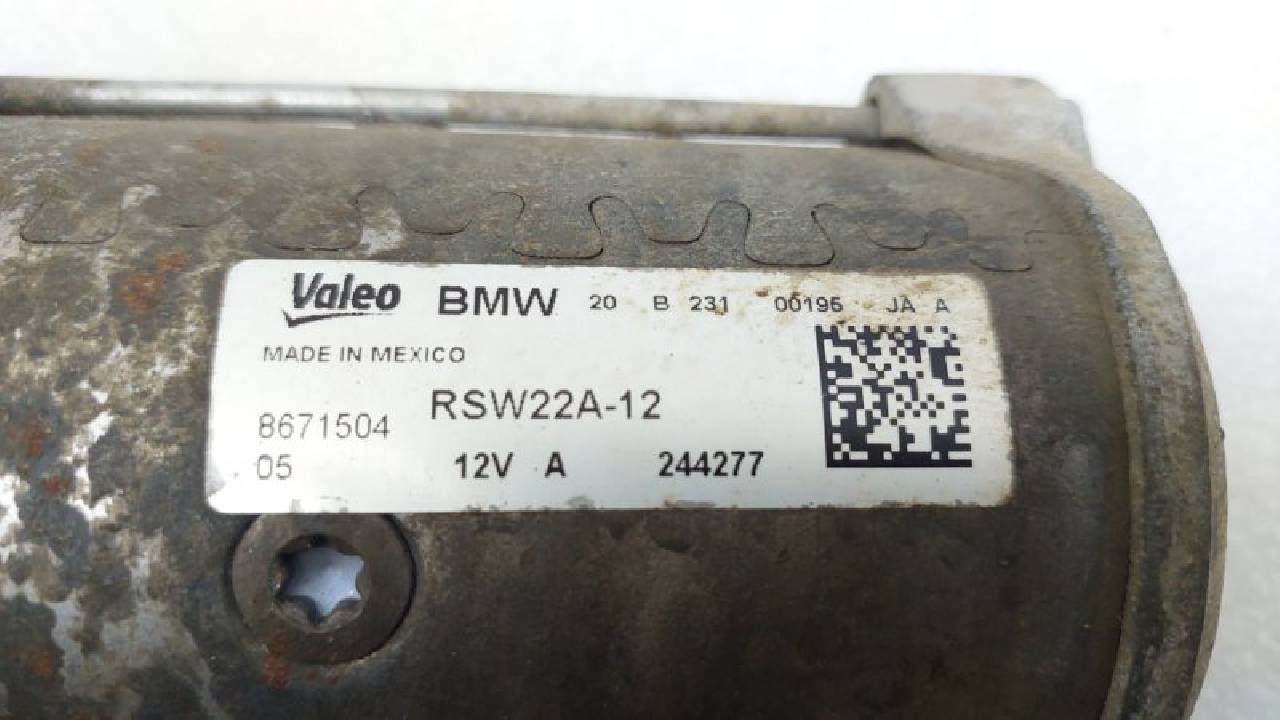 Valeo BMW 20 B 231 00195 JA A
MADE IN MEXICO
RSW22A-12
8671504
05 12V A 244277